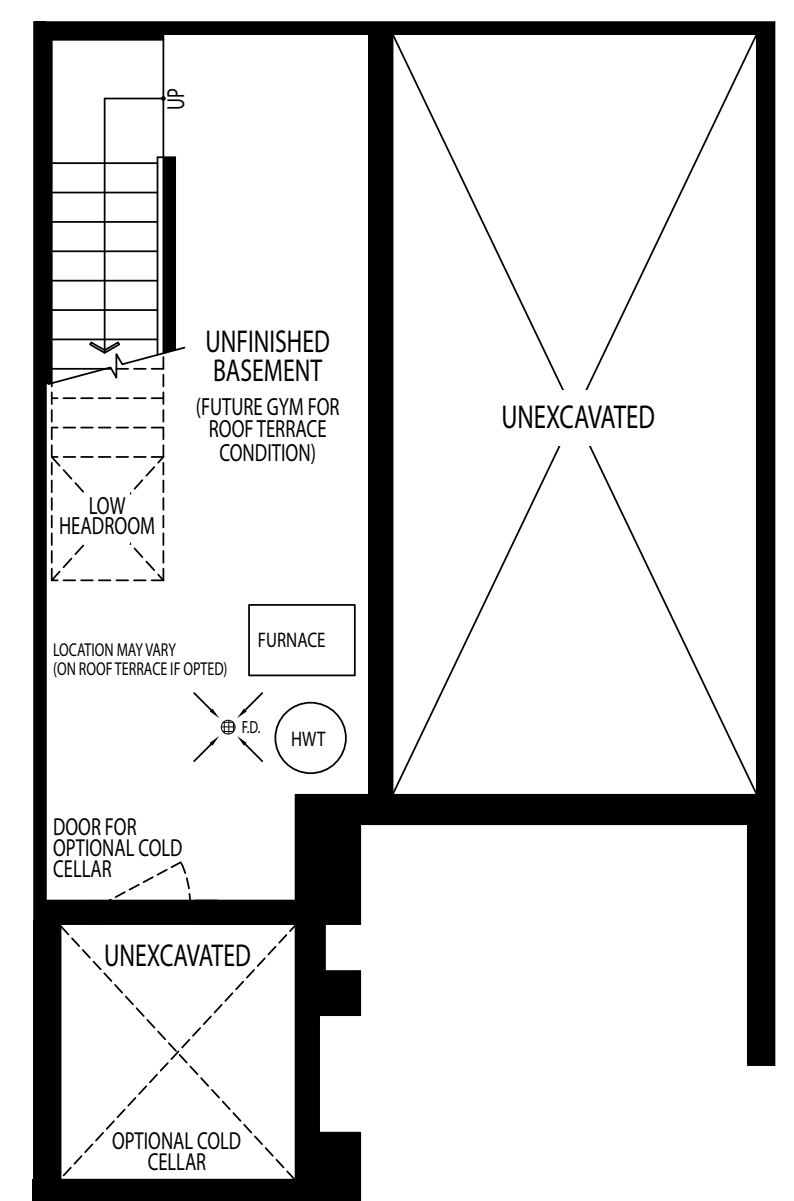 UP
UNFINISHED
BASEMENT
(FUTURE GYM FOR
ROOF TERRACE
CONDITION)
UNEXCAVATED
LOW
HEADROOM
FURNACE
LOCATION MAY VARY
(ON ROOF TERRACE IF OPTED)
F.D.
HWT
DOOR FOR
OPTIONAL COLD
CELLAR
UNEXCAVATED
OPTIONAL COLD
CELLAR